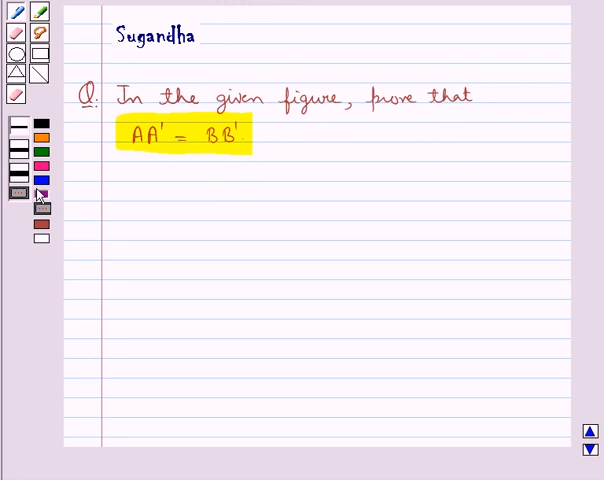 Sugandha
Q. In the given figure, prove that
AA' = BB'.